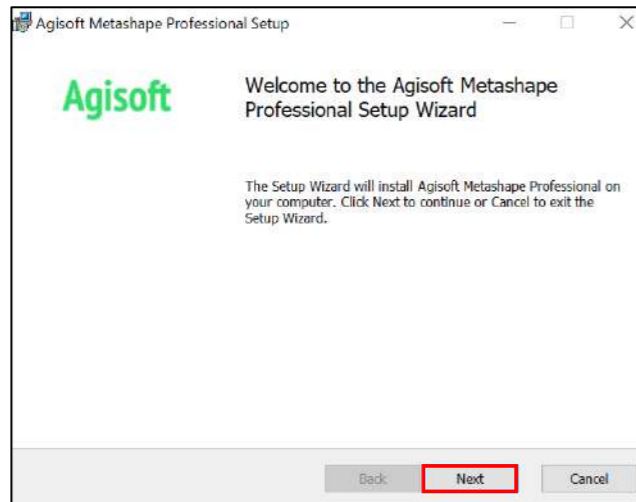 Agisoft Metashape Professional Setup
Agisoft
Welcome to the Agisoft Metashape
Professional Setup Wizard
The Setup Wizard will install Agisoft Metashape Professional on
your computer. Click Next to continue or Cancel to exit the
Setup Wizard.
Back Next Cancel